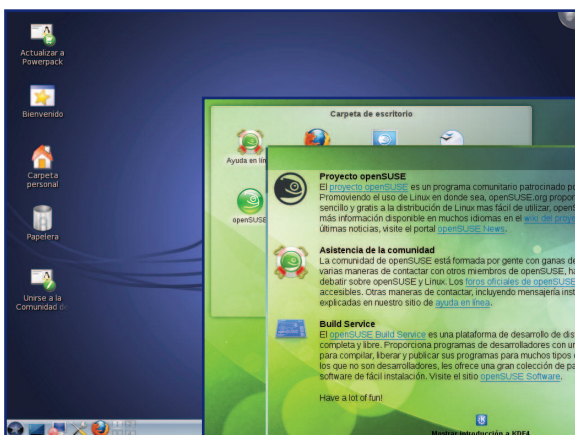 Actualizar a
Powerpack
Bienvenido
Carpeta
personal
Papelera
Unirse a la
Comunidad de
Carpeta de escritorio
Ayuda en lín
openSUSE
Proyecto openSUSE
El proyecto openSUSE es un programa comunitario patrocinado po
Promoviendo el uso de Linux en donde sea, openSUSE.org propor
sencillo y gratis a la distribución de Linux mas fácil de utilizar, open
más información disponible en muchos idiomas en el wiki del proye
últimas noticias, visite el portal openSUSE News.
Asistencia de la comunidad
La comunidad de openSUSE está formada por gente con ganas de
varias maneras de contactar con otros miembros de openSUSE, ha
debatir sobre openSUSE y Linux. Los foros oficiales de openSUSE
accesibles. Otras maneras de contactar, incluyendo mensajería inst
explicadas en nuestro sitio de ayuda en línea.
Build Service
El openSUSE Build Service es una plataforma de desarrollo de dis
completa y libre. Proporciona programas de desarrolladores con un
para compilar, liberar y publicar sus programas para muchos tipos
los que no son desarrolladores, les ofrece una gran colección de pa
software de fácil instalación. Visite el sitio openSUSE Software.
Have a lot of fun!
Mostrar introducción a KDE4